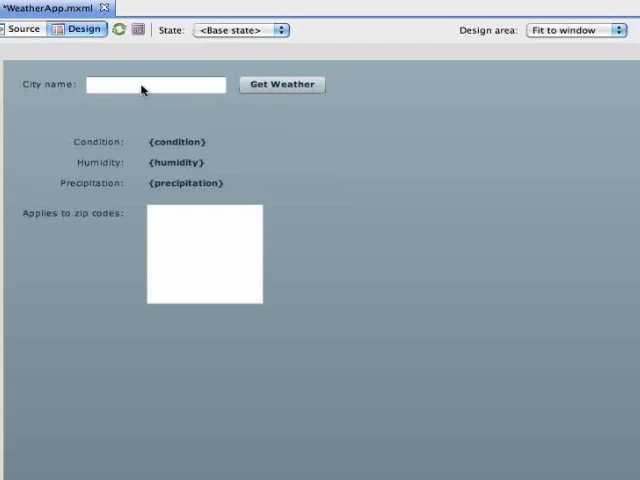 *WeatherApp.mxml
Source Design State: <Base state> Design area: Fit to window
City name: Get Weather
Condition: {condition}
Humidity: {humidity}
Precipitation: {precipitation}
Applies to zip codes: